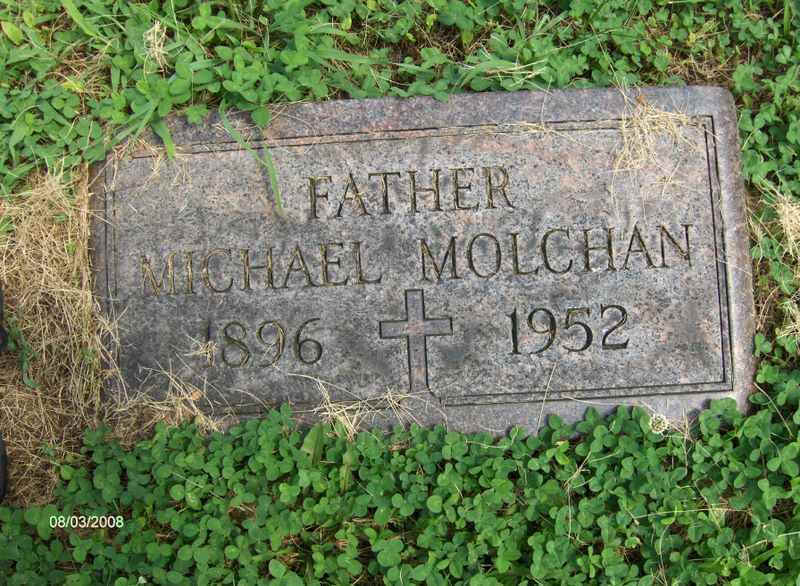 FATHER
MICHAEL MOLCHAN
1896 1952
08/03/2008